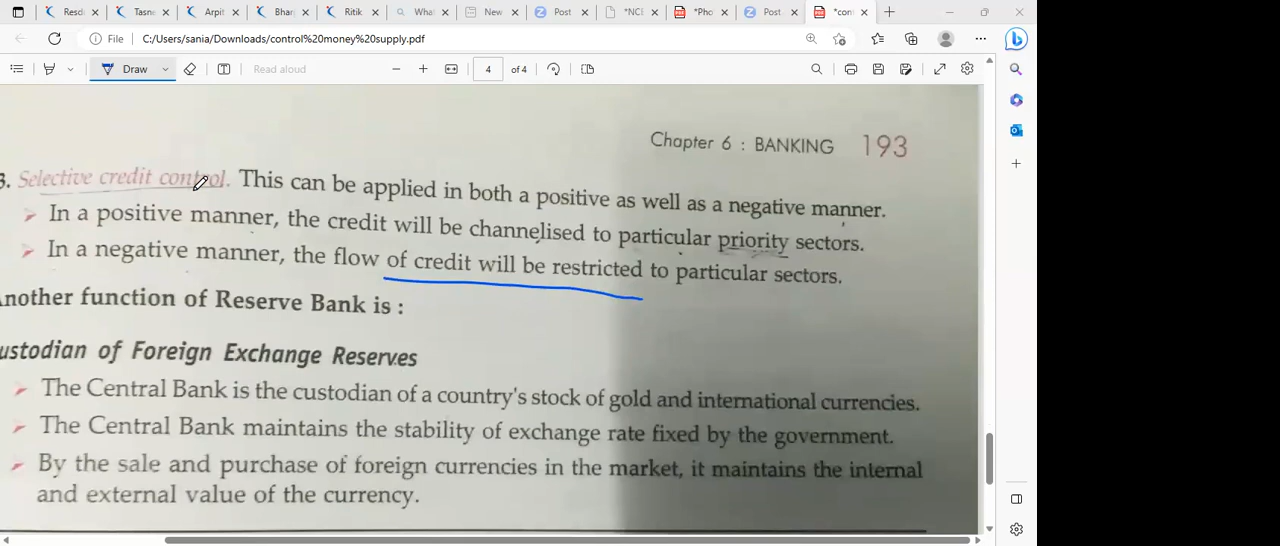 Resdi
Tasne
Arpit
Bharg
Ritik
Wha
New
Post
*NCI
*Pho
Post
*con
File
C:/Users/sania/Downloads/control%20money%20supply.pdf
Draw
Read aloud
4
of 4
Chapter 6 : BANKING 193
3. Selective credit control. This can be applied in both a positive as well as a negative manner.
➤ In a positive manner, the credit will be channelised to particular priority sectors.
➤ In a negative manner, the flow of credit will be restricted to particular sectors.
Another function of Reserve Bank is :
ustodian of Foreign Exchange Reserves
➤ The Central Bank is the custodian of a country's stock of gold and international currencies.
➤ The Central Bank maintains the stability of exchange rate fixed by the government.
➤ By the sale and purchase of foreign currencies in the market, it maintains the internal
and external value of the currency.